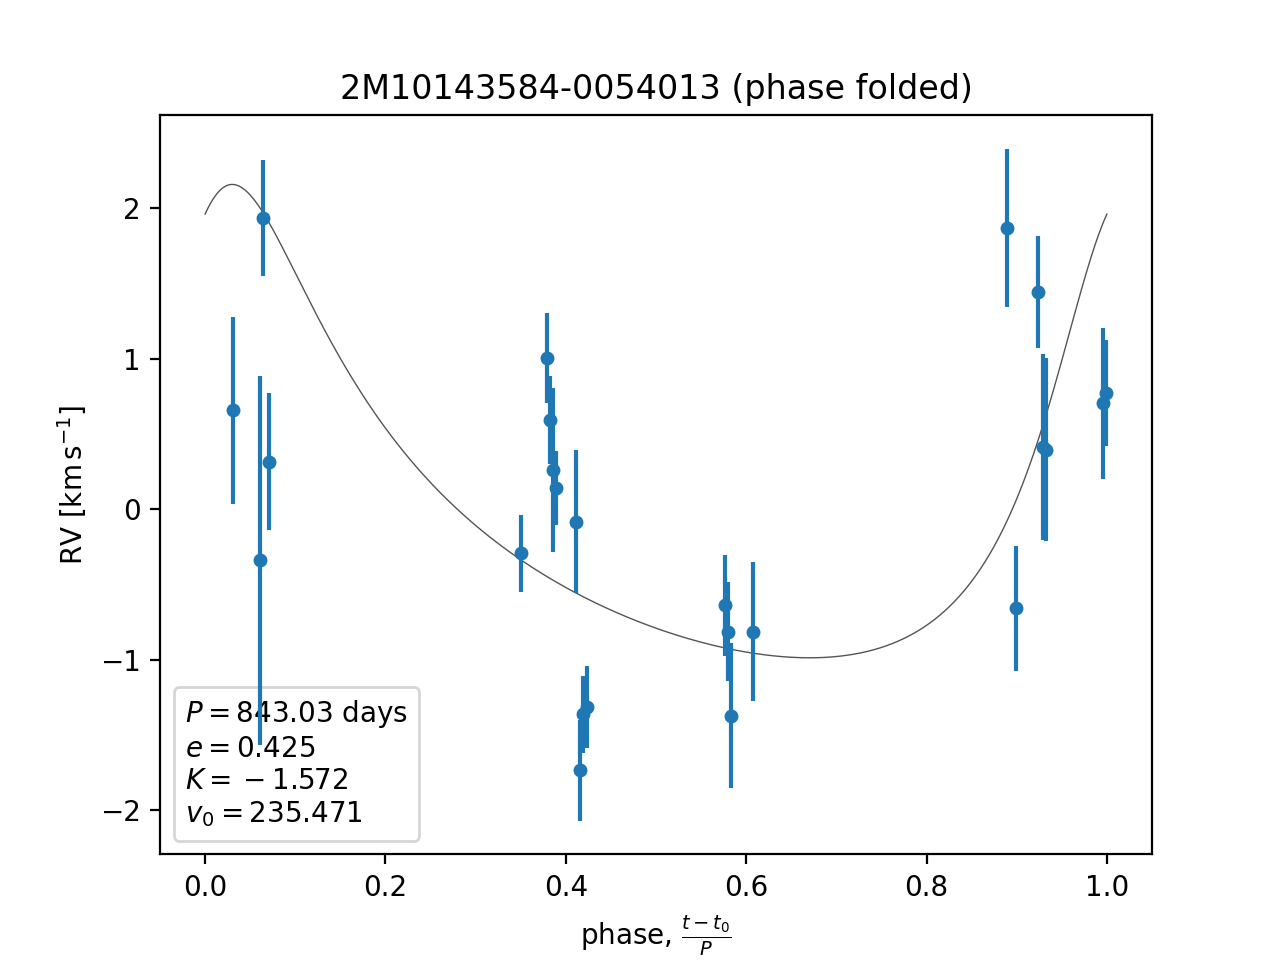 2M10143584-0054013 (phase folded)
RV [km s⁻¹]
2
1
0
−1
−2
P = 843.03 days
e = 0.425
K = −1.572
v₀ = 235.471
0.0 0.2 0.4 0.6 0.8 1.0
phase, (t − t₀)/P